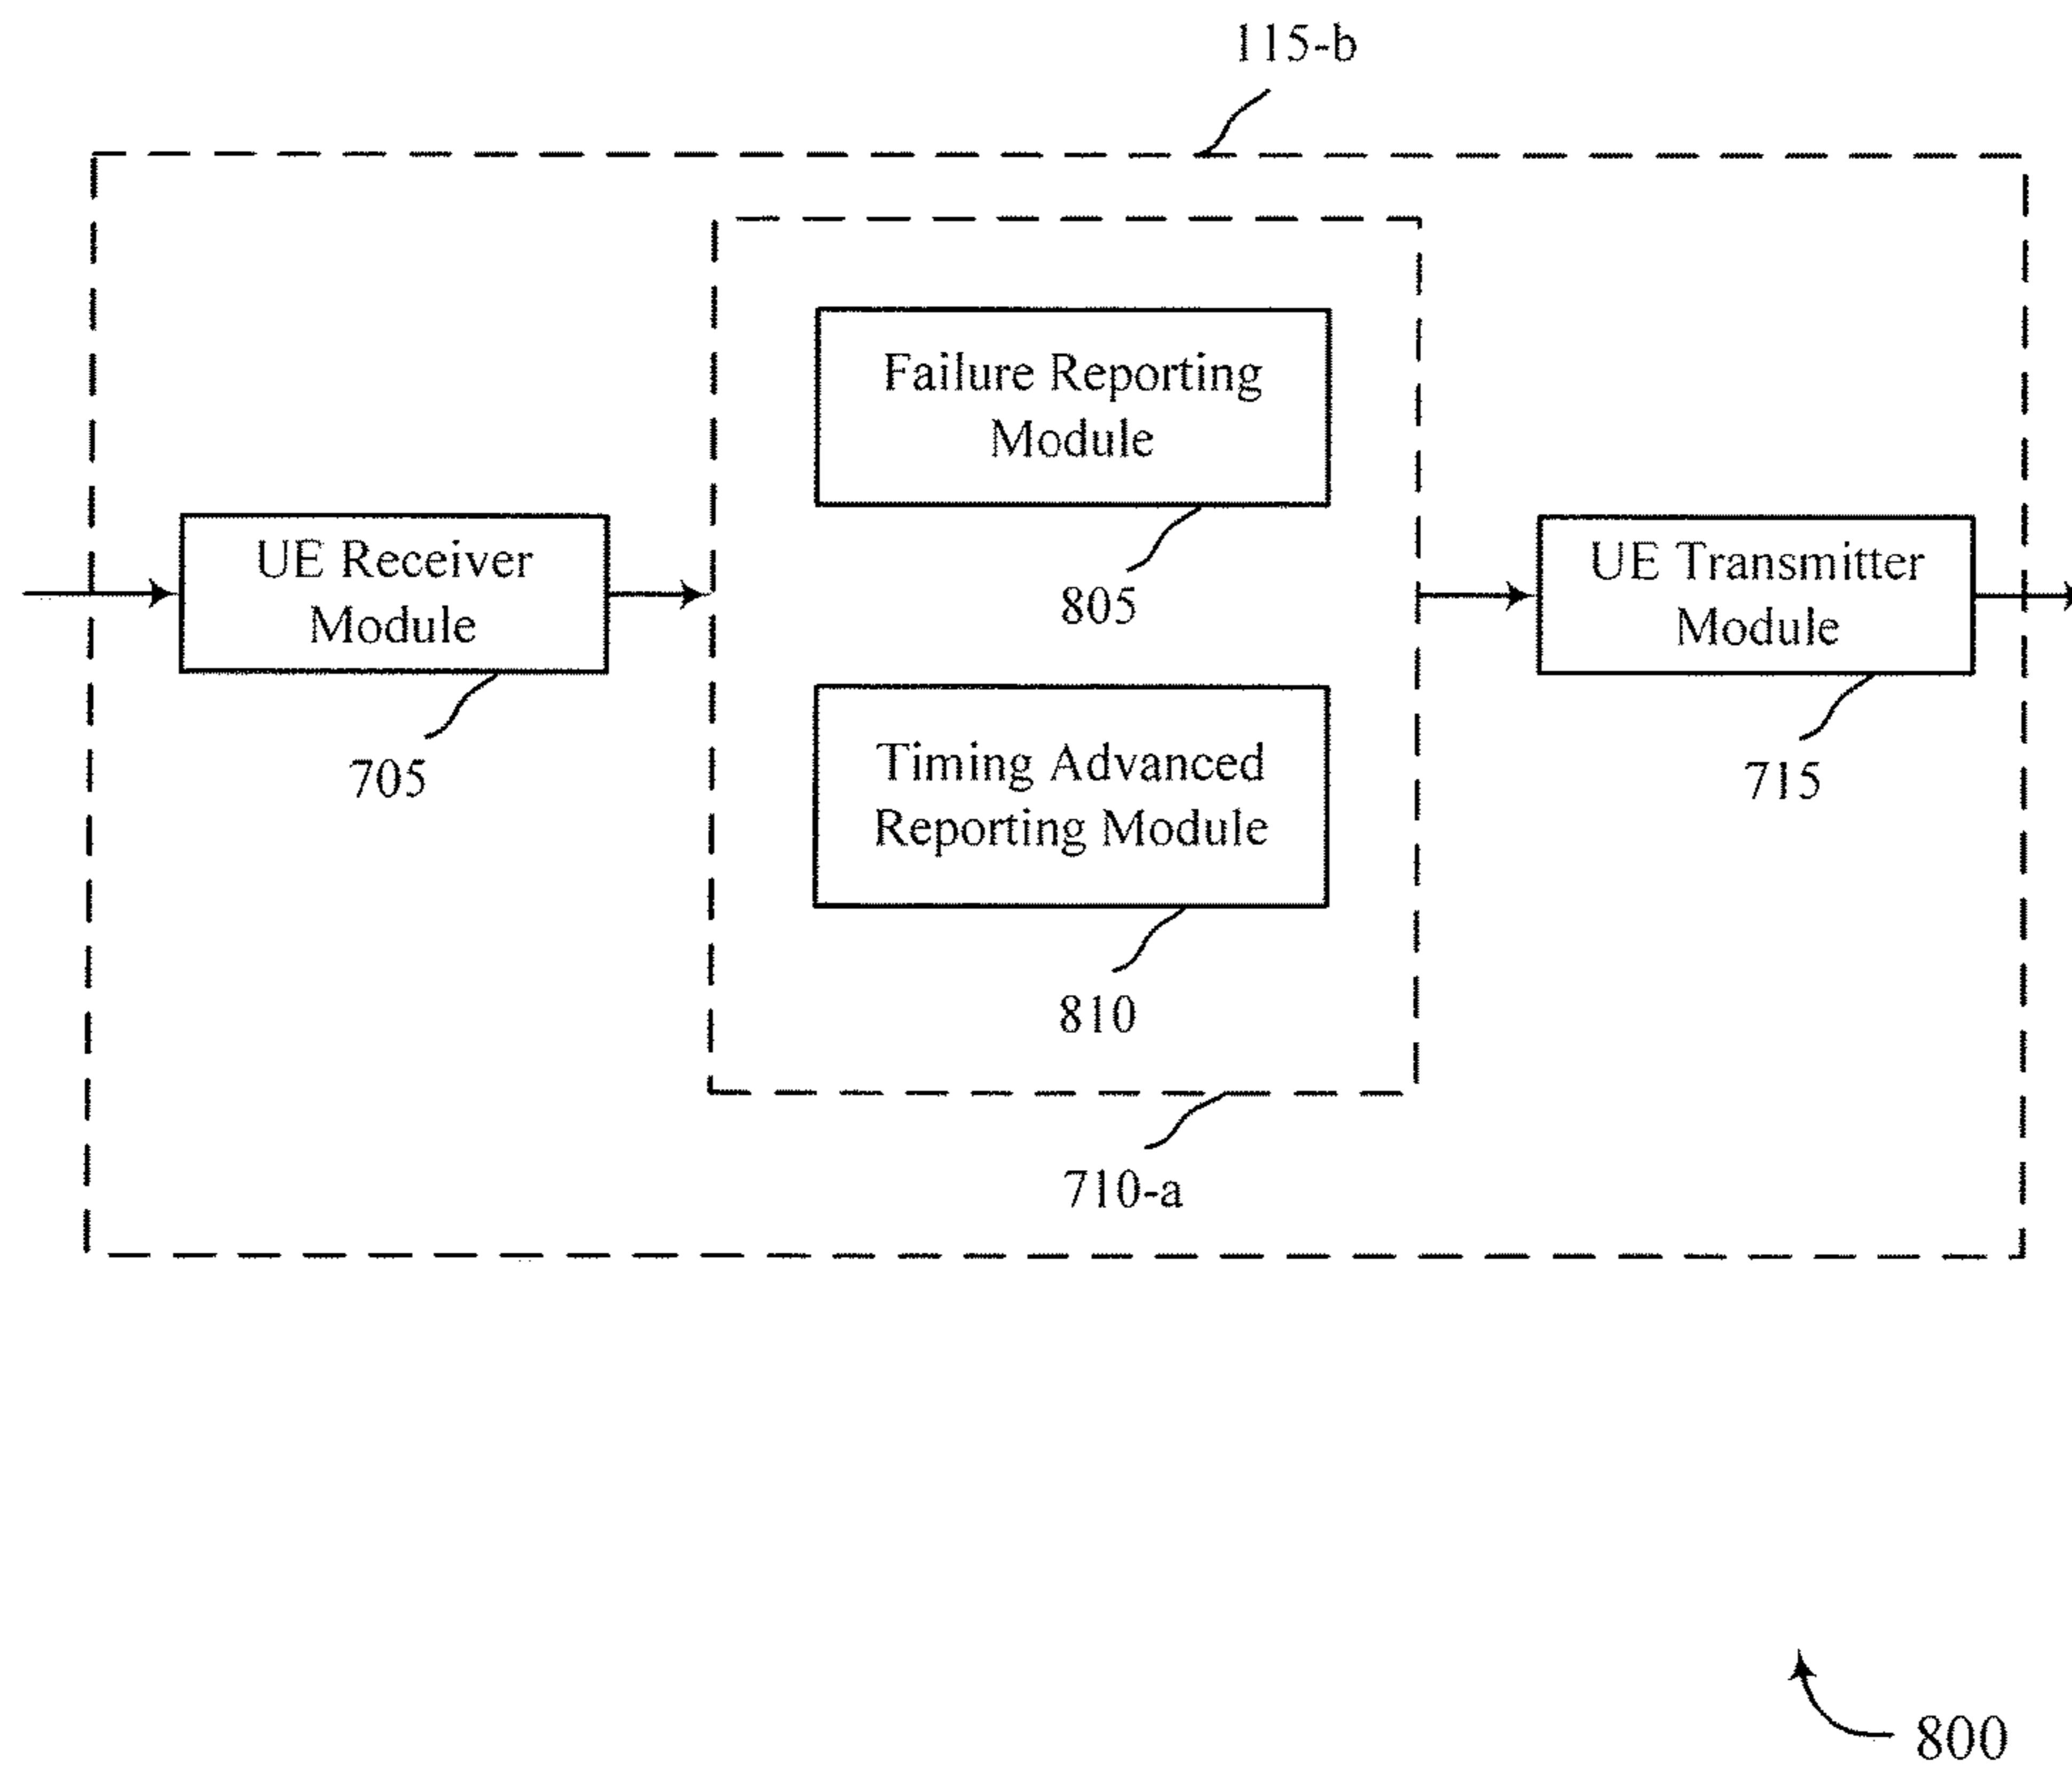 115-b
Failure Reporting
Module
805
UE Receiver
Module
705
UE Transmitter
Module
715
Timing Advanced
Reporting Module
810
710-a
800